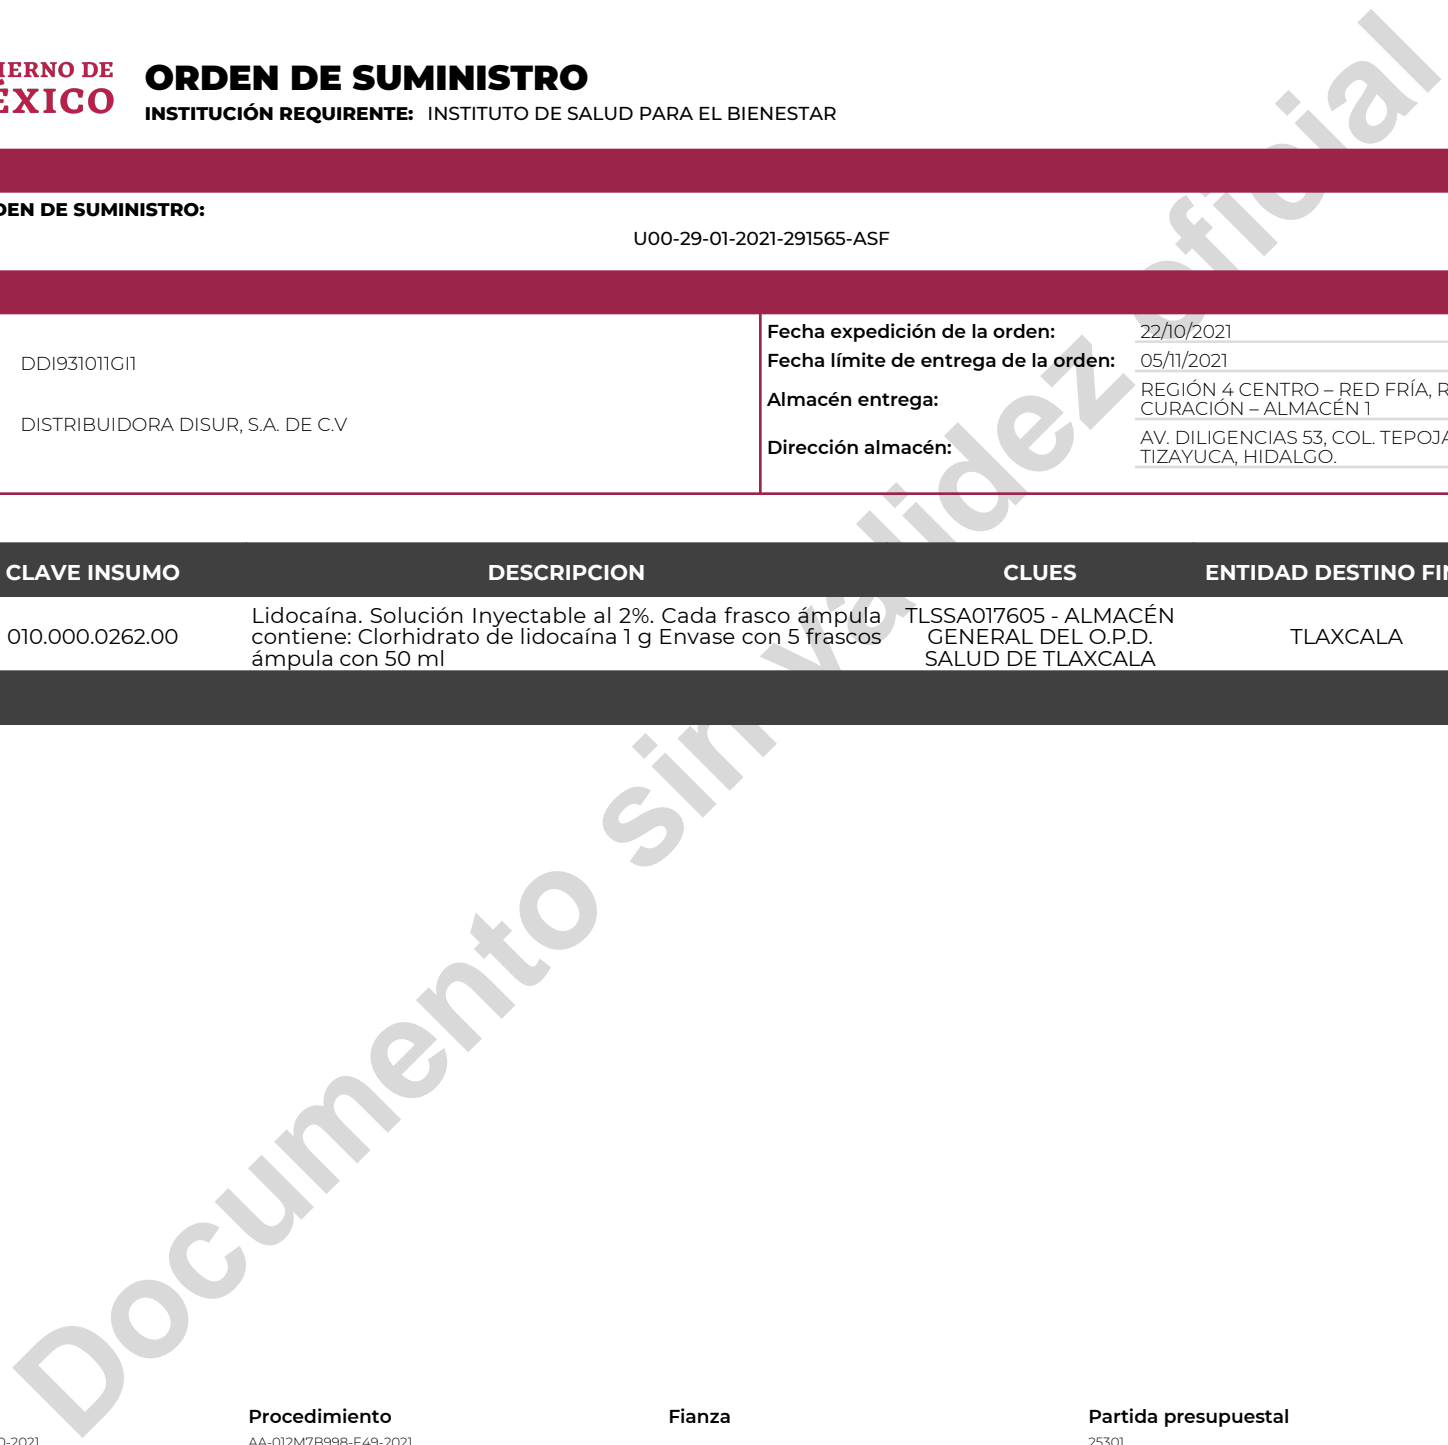 ORDEN DE SUMINISTRO
INSTITUCIÓN REQUIRENTE: INSTITUTO DE SALUD PARA EL BIENESTAR
DE
DE SUMINISTRO:
U00-29-01-2021-291565-ASF
DDI931011GI1
DISTRIBUIDORA DISUR, S.A. DE C.V
Fecha expedición de la orden: 22/10/2021
Fecha límite de entrega de la orden: 05/11/2021
Almacén entrega: REGIÓN 4 CENTRO – RED FRÍA,
CURACIÓN – ALMACÉN 1
Dirección almacén: AV. DILIGENCIAS 53, COL.
TIZAYUCA, HIDALGO.
CLAVE INSUMO DESCRIPCION CLUES ENTIDAD DESTINO
010.000.0262.00
Lidocaína. Solución Inyectable al 2%. Cada frasco ámpula
contiene: Clorhidrato de lidocaína 1 g Envase con 5 frascos
ámpula con 50 ml
TLSSA017605 - ALMACÉN
GENERAL DEL O.P.D.
SALUD DE TLAXCALA
TLAXCALA
Documento sin validez oficial
Procedimiento Fianza Partida presupuestal